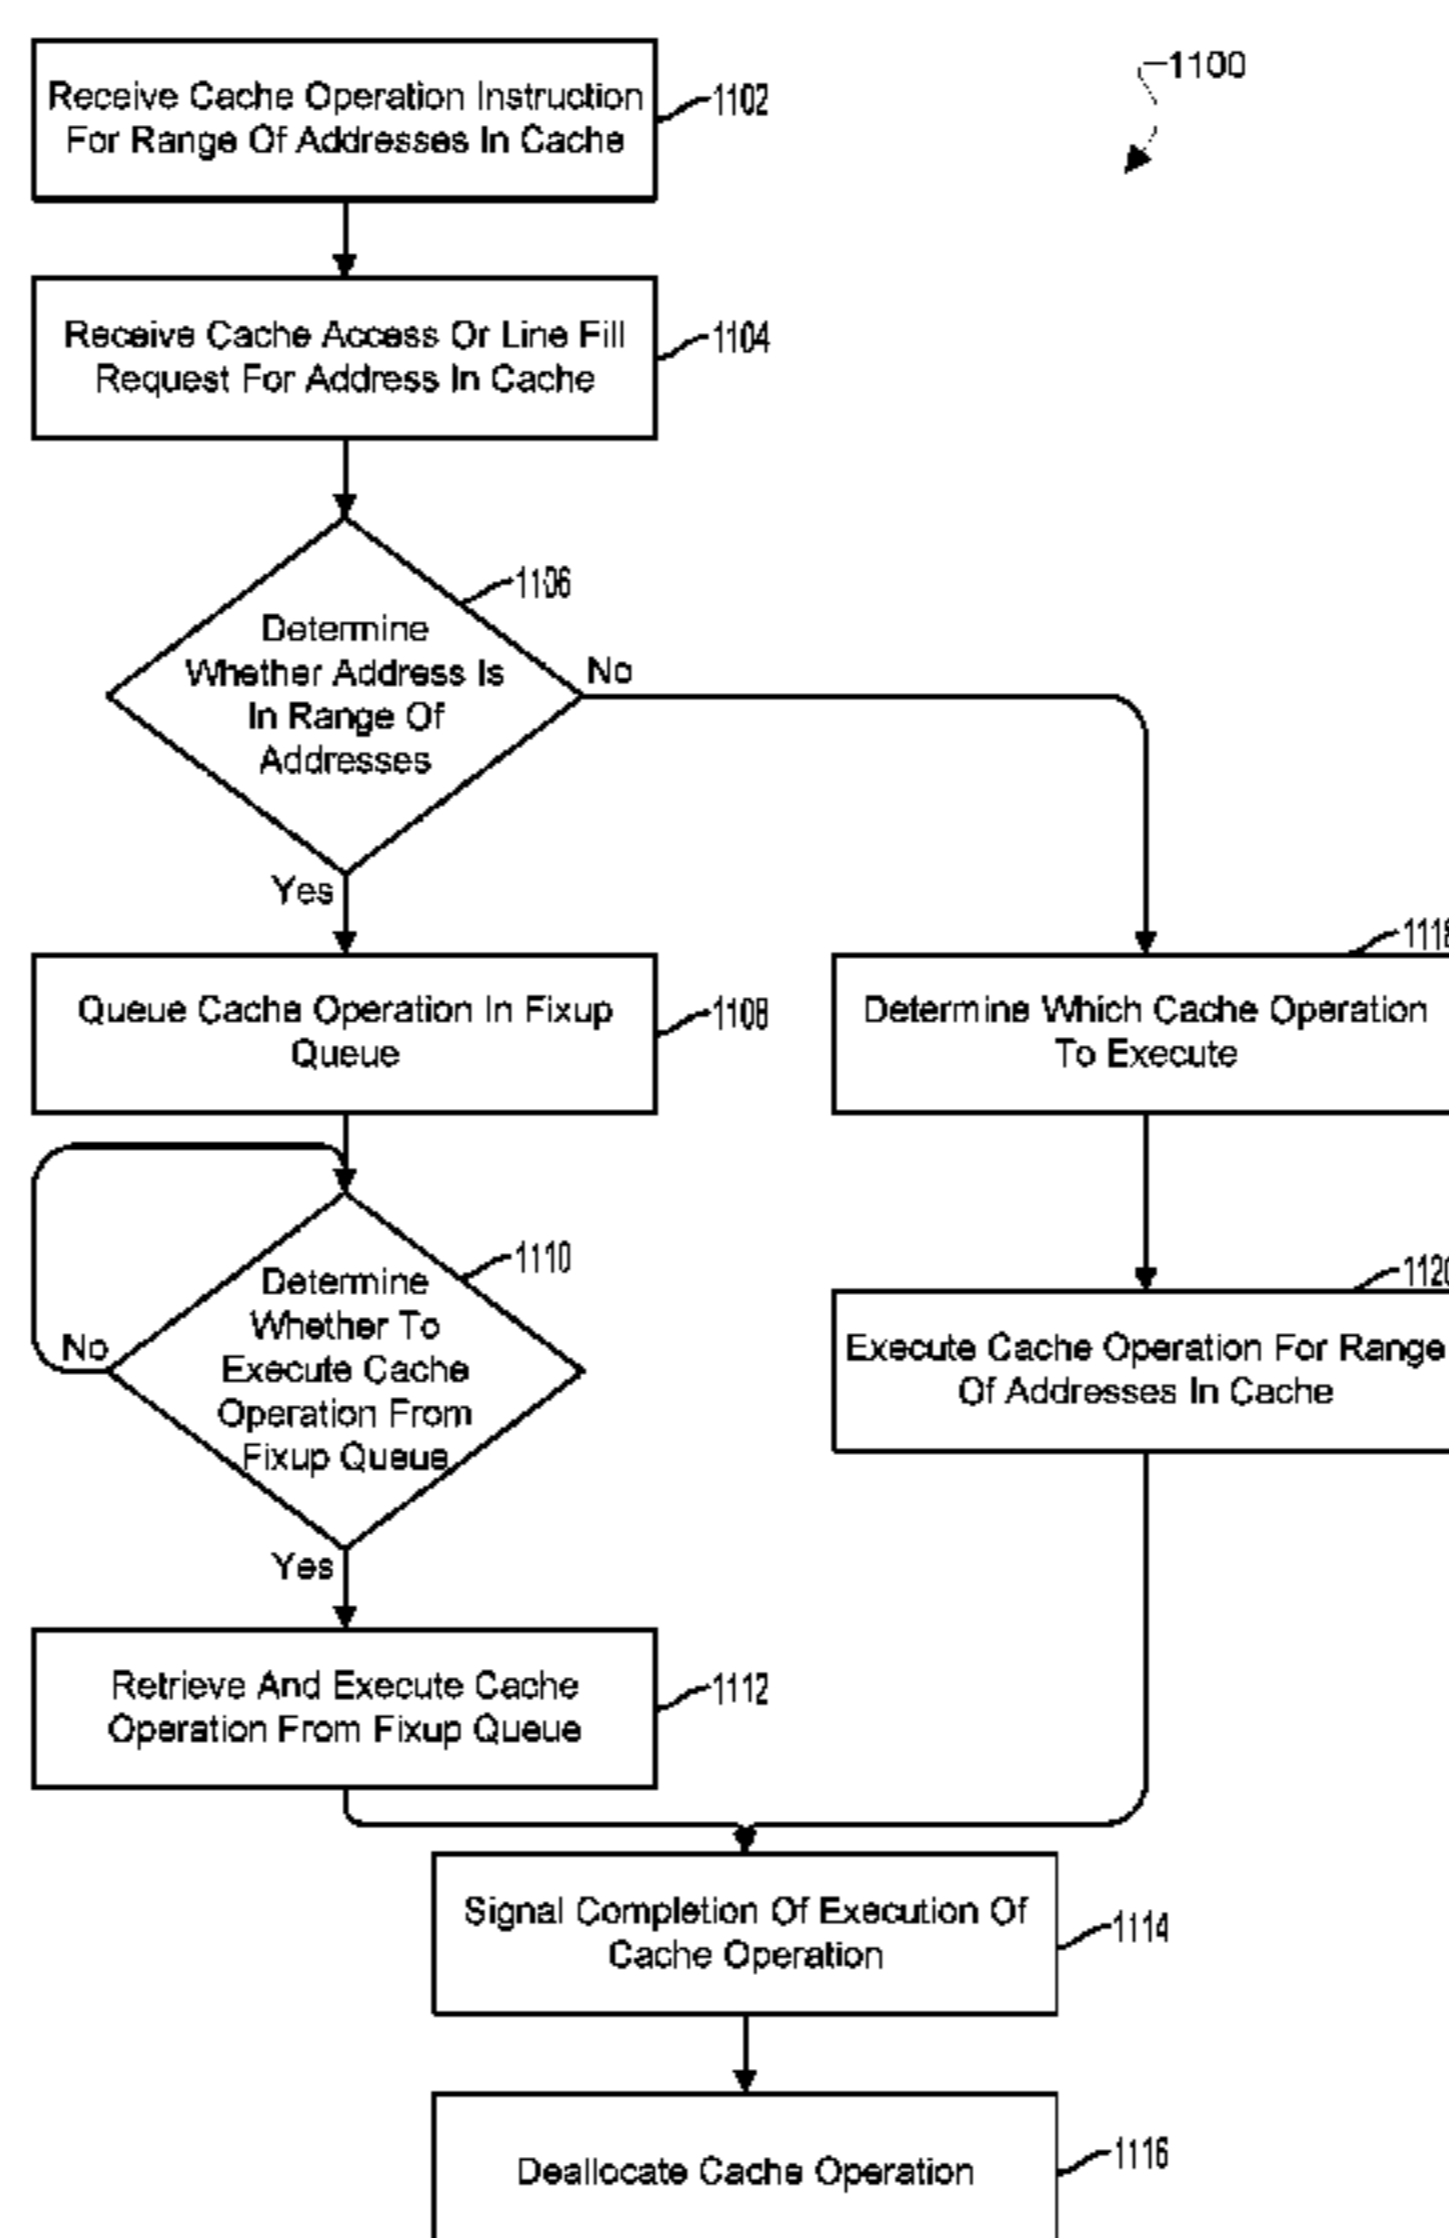 1100
Receive Cache Operation Instruction
For Range Of Addresses In Cache
1102
Receive Cache Access Or Line Fill
Request For Address In Cache
1104
1106
Determine
Whether Address Is
In Range Of
Addresses
No
Yes
Queue Cache Operation In Fixup
Queue
1108
1118
Determine Which Cache Operation
To Execute
1110
Determine
Whether To
Execute Cache
Operation From
Fixup Queue
No
Yes
1120
Execute Cache Operation For Range
Of Addresses In Cache
Retrieve And Execute Cache
Operation From Fixup Queue
1112
Signal Completion Of Execution Of
Cache Operation
1114
Deallocate Cache Operation
1116